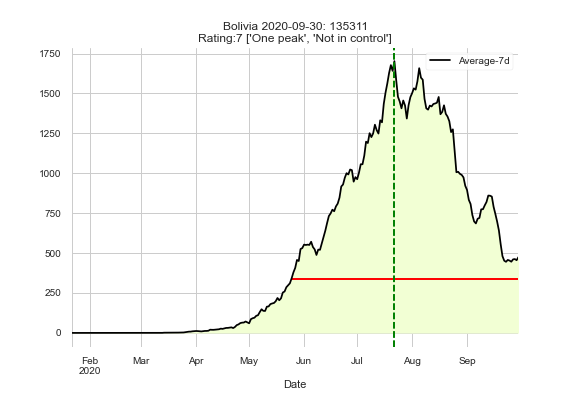 Bolivia 2020-09-30: 135311
Rating:7 ['One peak', 'Not in control']
Average-7d
1750
1500
1250
1000
750
500
250
0
Feb Mar Apr May Jun Jul Aug Sep
2020
Date